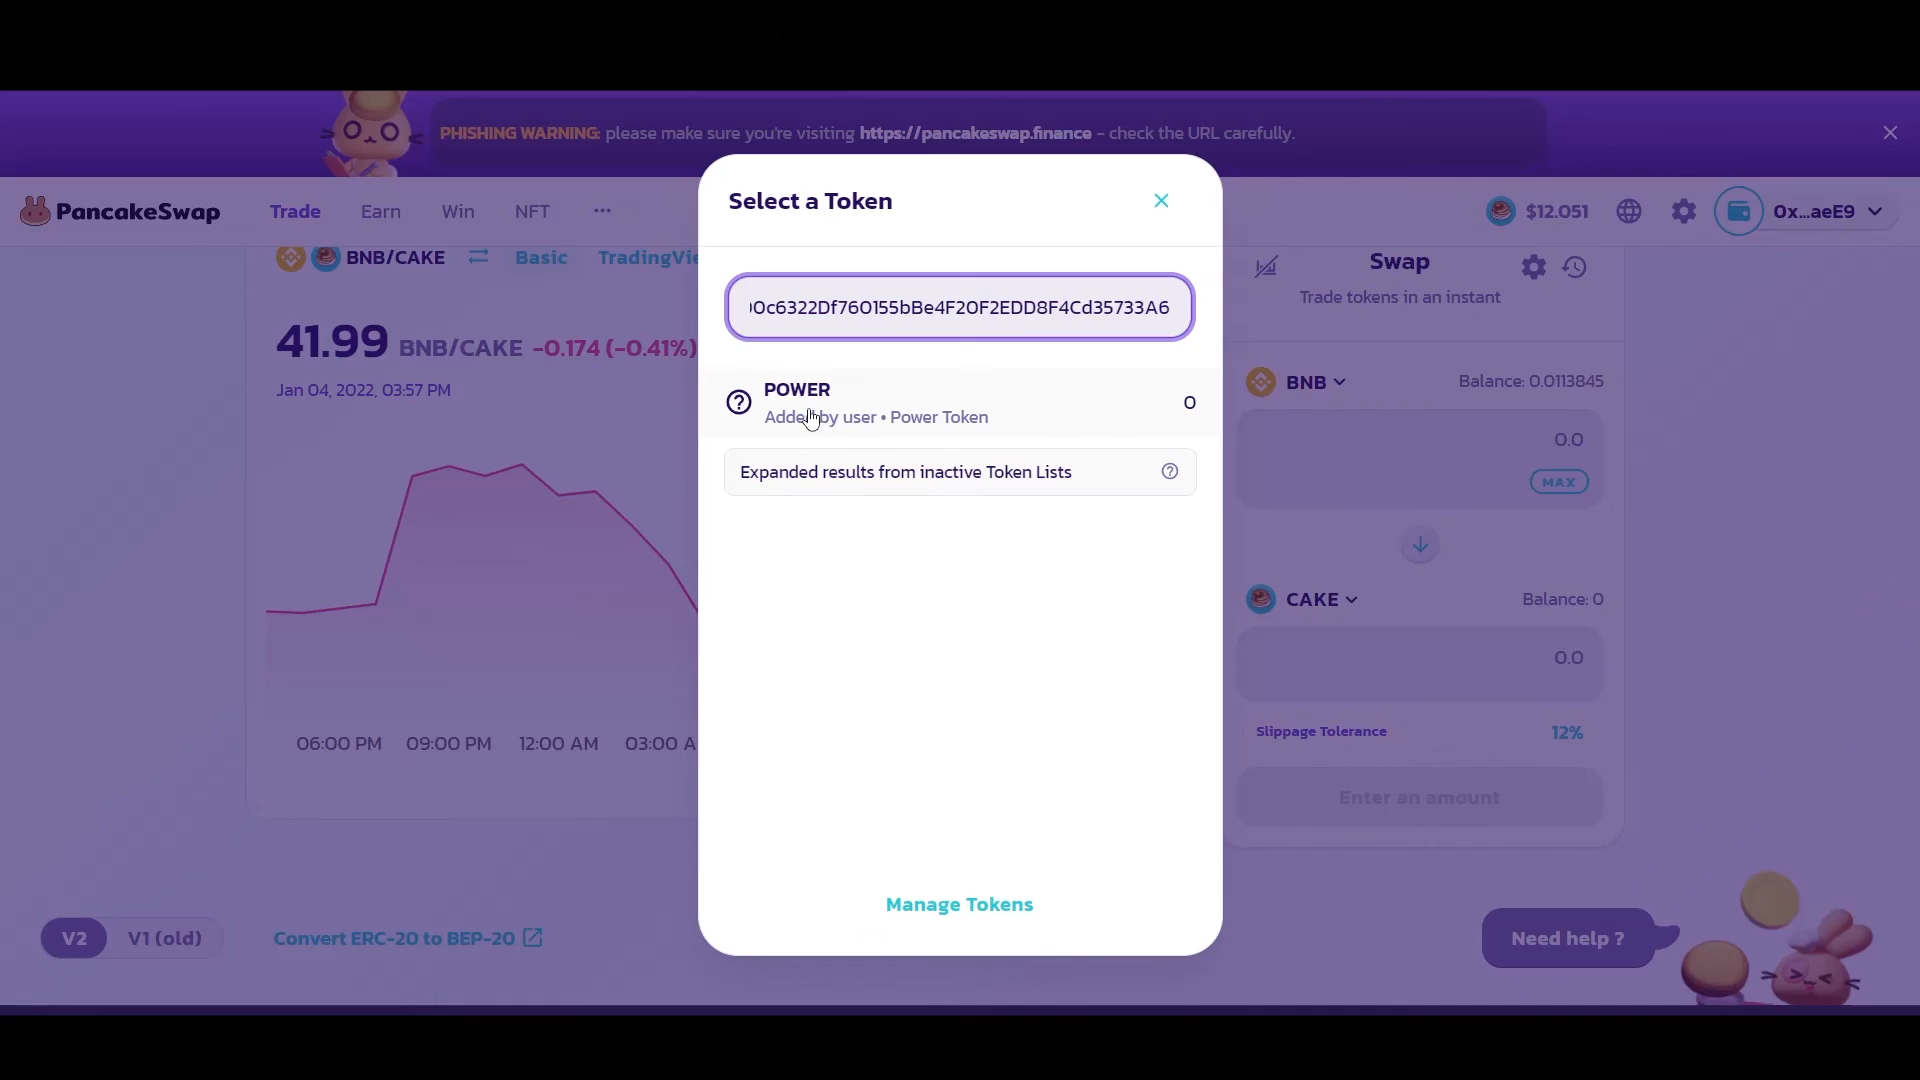 PHISHING WARNING: please make sure you're visiting https://pancakeswap.finance - check the URL carefully.
PancakeSwap
Trade
Earn
Win
NFT
$12.051
0x...aeE9
BNB/CAKE
Basic
41.99 BNB/CAKE -0.174 (-0.41%)
Jan 04, 2022, 03:57 PM
06:00 PM
09:00 PM
12:00 AM
Select a Token
0c6322Df760155bBe4F20F2EDD8F4Cd35733A6
POWER
0
by user • Power Token
Expanded results from inactive Token Lists
Manage Tokens
Swap
Trade tokens in an instant
BNB
Balance: 0.0113845
0.0
MAX
CAKE
Balance: 0
0.0
Slippage Tolerance
12%
Enter an amount
V2
V1 (old)
Convert ERC-20 to BEP-20
Need help ?